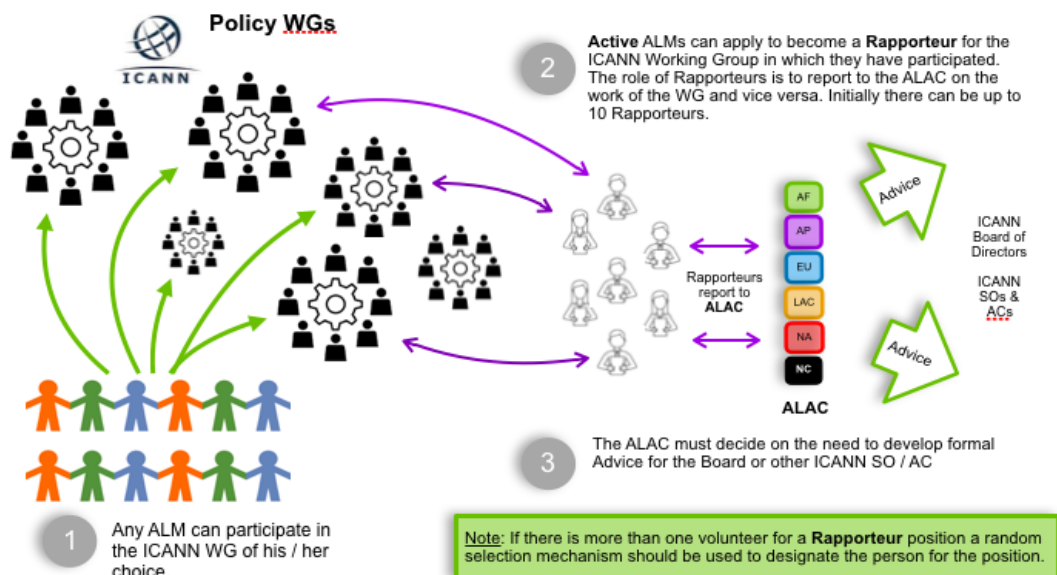 Policy WGs
ICANN
2
Active ALMs can apply to become a Rapporteur for the
ICANN Working Group in which they have participated.
The role of Rapporteurs is to report to the ALAC on the
work of the WG and vice versa. Initially there can be up to
10 Rapporteurs.
Advice
AF
AP
EU
LAC
NA
NC
ALAC
Rapporteurs
report to
ALAC
ICANN
Board of
Directors
ICANN
SOs &
ACs
Advice
3
The ALAC must decide on the need to develop formal
Advice for the Board or other ICANN SO / AC
1
Any ALM can participate in
the ICANN WG of his / her
choice
Note: If there is more than one volunteer for a Rapporteur position a random
selection mechanism should be used to designate the person for the position.